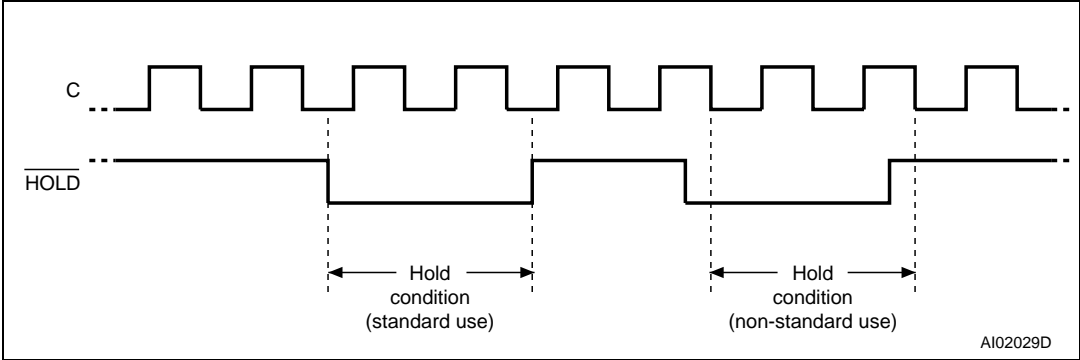 C
HOLD
Hold
condition
(standard use)
Hold
condition
(non-standard use)
AI02029D